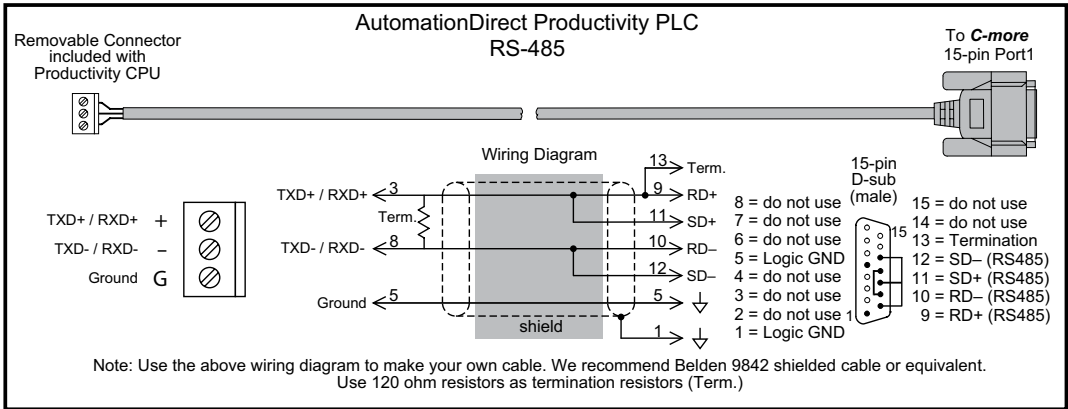 AutomationDirect Productivity PLC
RS-485
Removable Connector
included with
Productivity CPU
To C-more
15-pin Port1
Wiring Diagram
TXD+ / RXD+ +
TXD- / RXD- –
Ground G
TXD+ / RXD+ 3
Term.
TXD- / RXD- 8
Ground 5
shield
13 Term.
9 RD+
11 SD+
10 RD–
12 SD–
5
1
8 = do not use
7 = do not use
6 = do not use
5 = Logic GND
4 = do not use
3 = do not use
2 = do not use
1 = Logic GND
15-pin
D-sub
(male)
15
1
15 = do not use
14 = do not use
13 = Termination
12 = SD– (RS485)
11 = SD+ (RS485)
10 = RD– (RS485)
9 = RD+ (RS485)
Note: Use the above wiring diagram to make your own cable. We recommend Belden 9842 shielded cable or equivalent.
Use 120 ohm resistors as termination resistors (Term.)